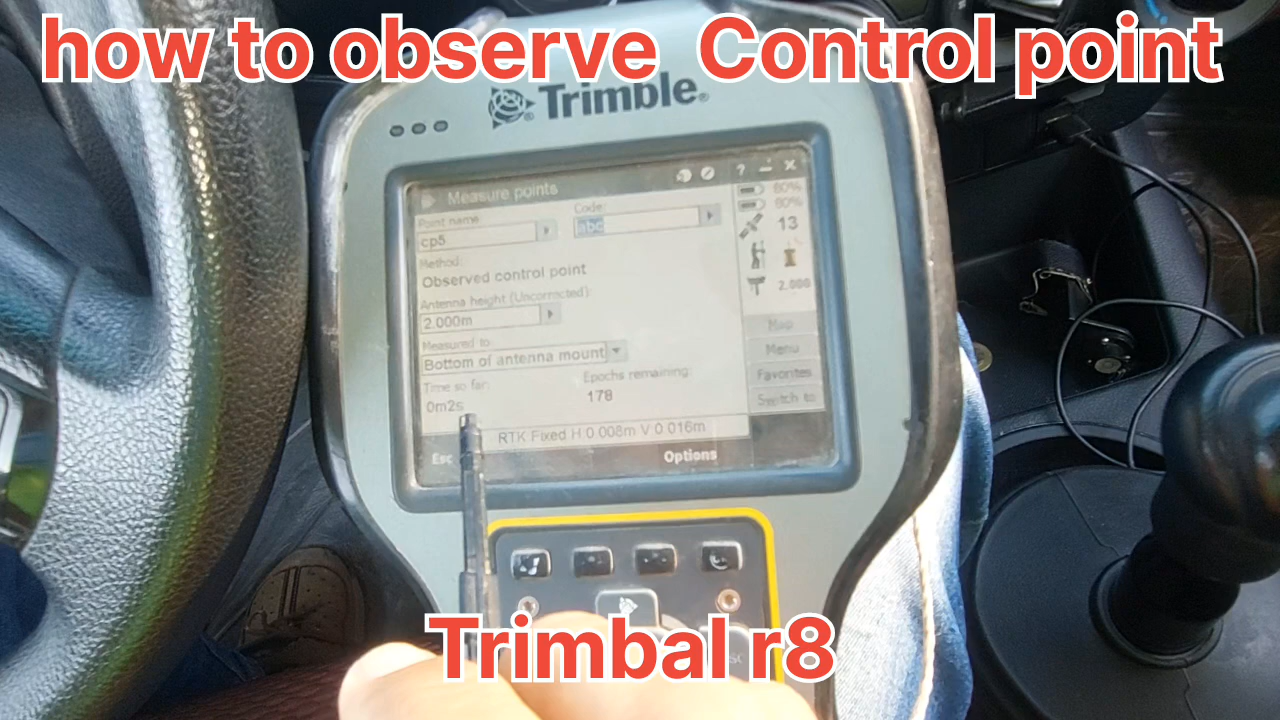 how to observe Control point
Trimble
Measure points
? – X
Point name
Code:
80%
80%
cp5
abc
13
Method:
Observed control point
Antenna height (Uncorrected):
2.000m
2.000
Measured to:
Map
Bottom of antenna mount
Menu
Time so far:
Epochs remaining:
Favorites
0m2s
178
Switch to
RTK Fixed H:0.008m V:0.016m
Esc
Options
Trimbal r8